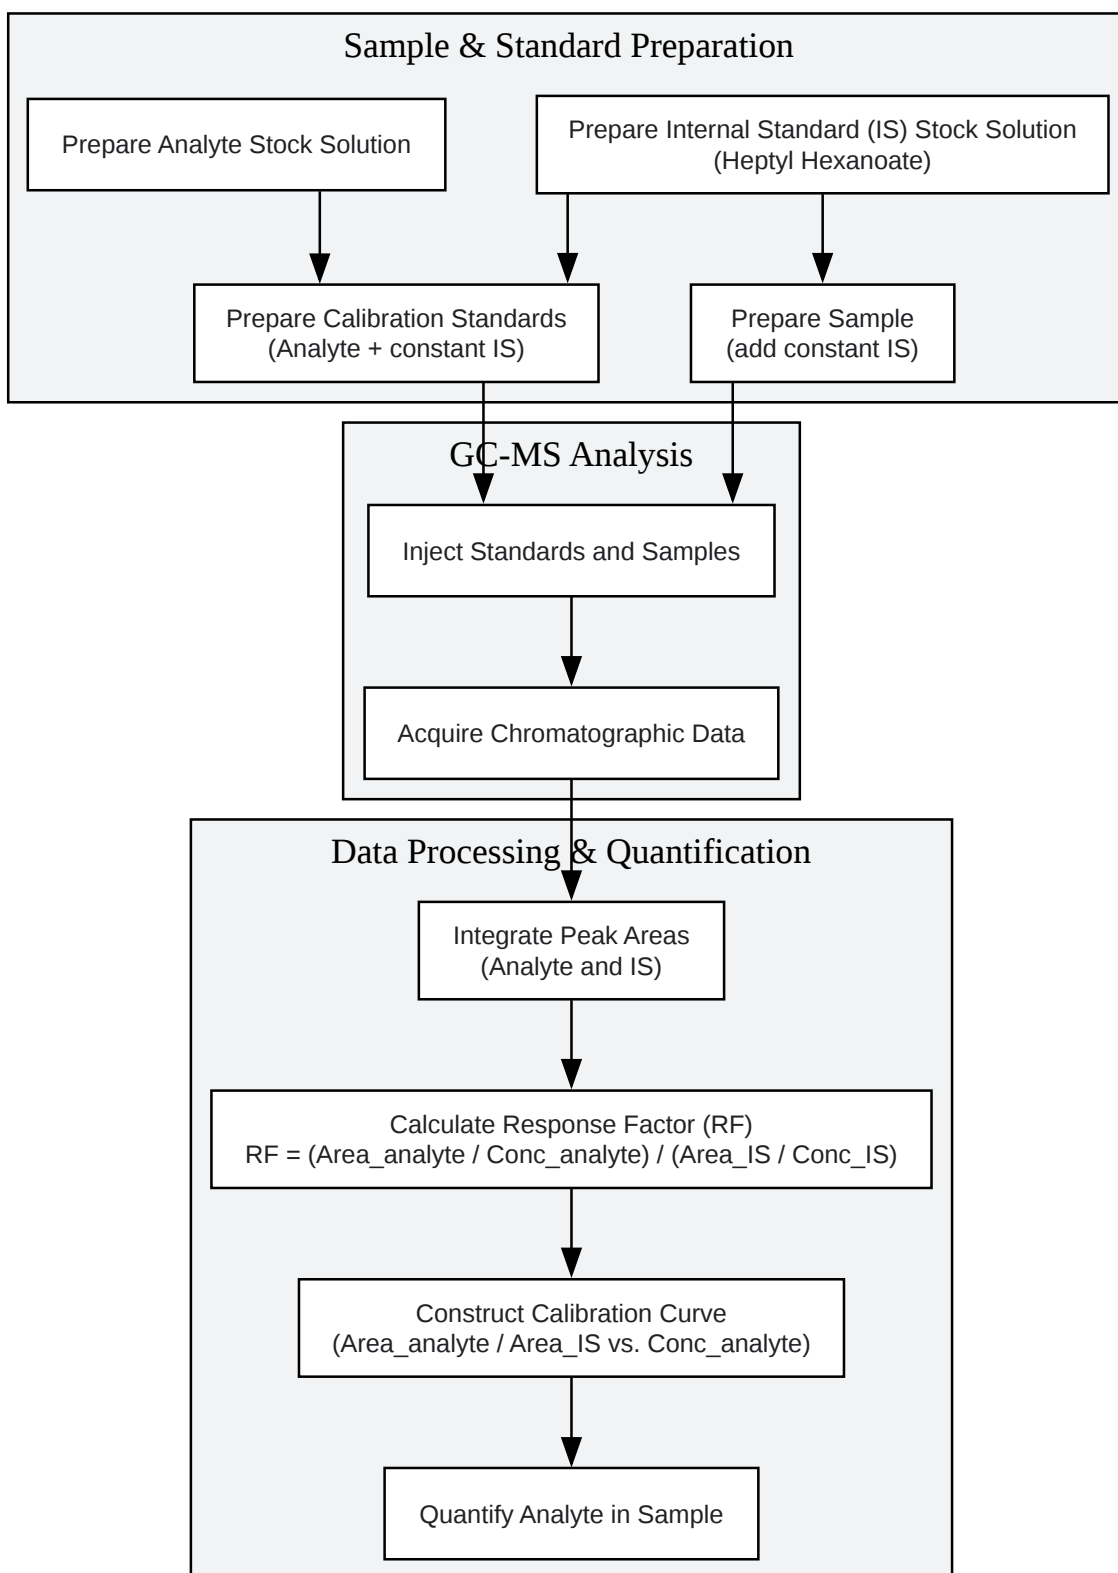 Sample & Standard Preparation
Prepare Analyte Stock Solution
Prepare Internal Standard (IS) Stock Solution
(Heptyl Hexanoate)
Prepare Calibration Standards
(Analyte + constant IS)
Prepare Sample
(add constant IS)
GC-MS Analysis
Inject Standards and Samples
Acquire Chromatographic Data
Data Processing & Quantification
Integrate Peak Areas
(Analyte and IS)
Calculate Response Factor (RF)
RF = (Area_analyte / Conc_analyte) / (Area_IS / Conc_IS)
Construct Calibration Curve
(Area_analyte / Area_IS vs. Conc_analyte)
Quantify Analyte in Sample